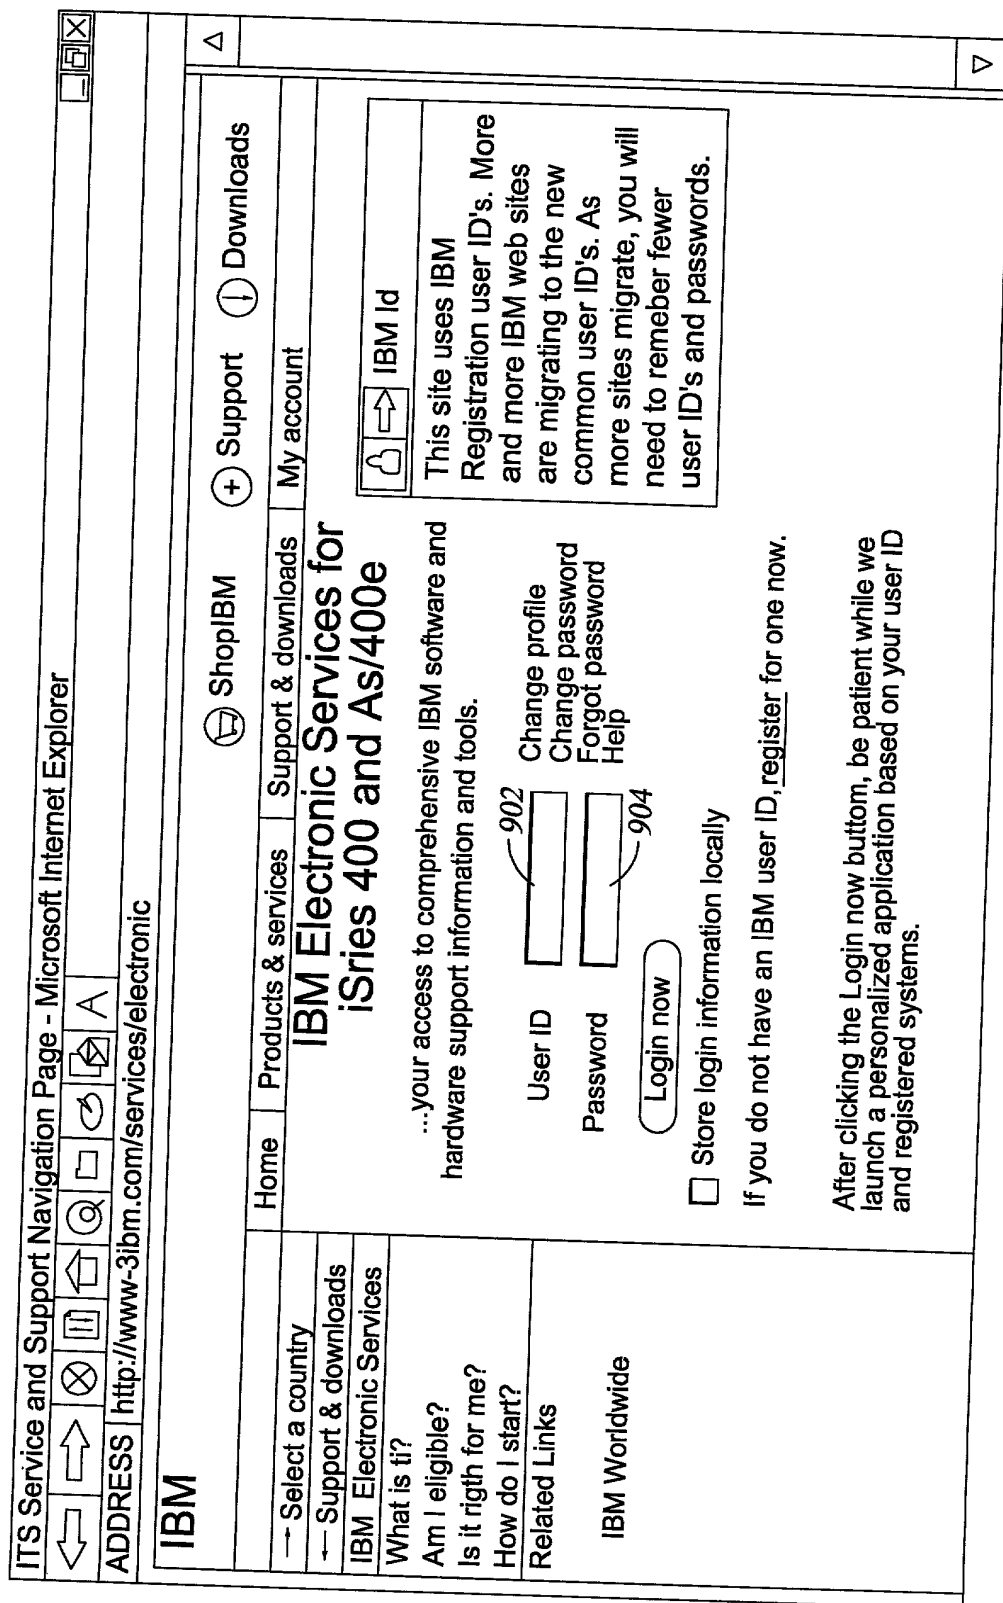 ITS Service and Support Navigation Page - Microsoft Internet Explorer
A
ADDRESS http://www-3ibm.com/services/electronic
IBM
ShopIBM + Support Downloads
Home Products & services Support & downloads My account
Select a country
Support & downloads
IBM Electronic Services
What is ti?
Am I eligible?
Is it rigth for me?
How do I start?
Related Links
IBM Worldwide
IBM Electronic Services for
iSries 400 and As/400e
...your access to comprehensive IBM software and
hardware support information and tools.
User ID
902
Password
904
Change profile
Change password
Forgot password
Help
Login now
Store login information locally
If you do not have an IBM user ID, register for one now.
After clicking the Login now button, be patient while we
launch a personalized application based on your user ID
and registered systems.
IBM Id
This site uses IBM
Registration user ID's. More
and more IBM web sites
are migrating to the new
common user ID's. As
more sites migrate, you will
need to remeber fewer
user ID's and passwords.